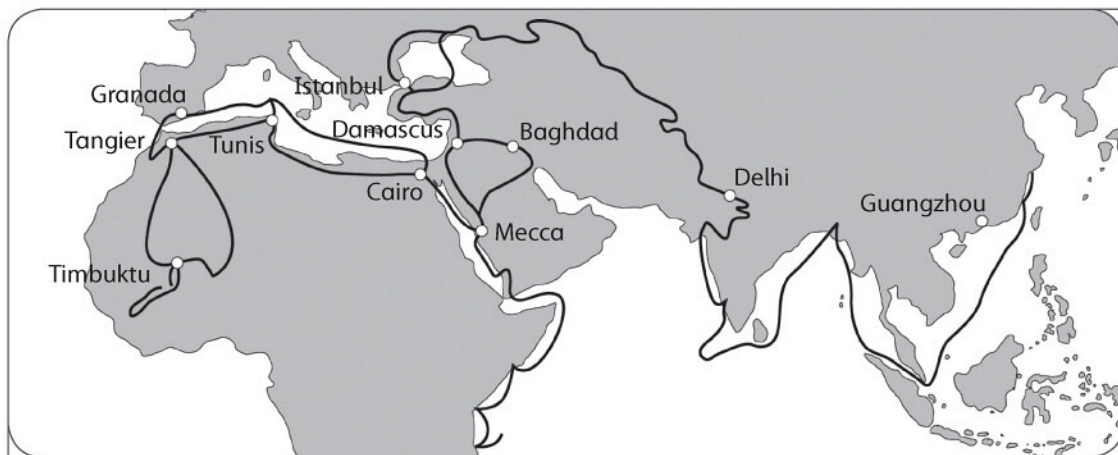 Istanbul
Granada
Tangier
Tunis
Damascus
Baghdad
Cairo
Delhi
Guangzhou
Mecca
Timbuktu